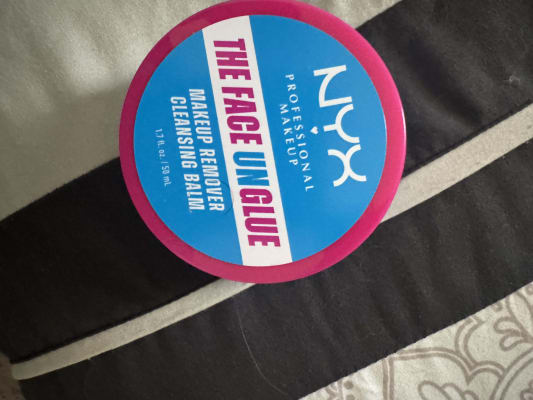 NYX
PROFESSIONAL
MAKEUP
THE FACE UNGLUE
MAKEUP REMOVER
CLEANSING BALM
1.7 fl. oz. / 50 mL